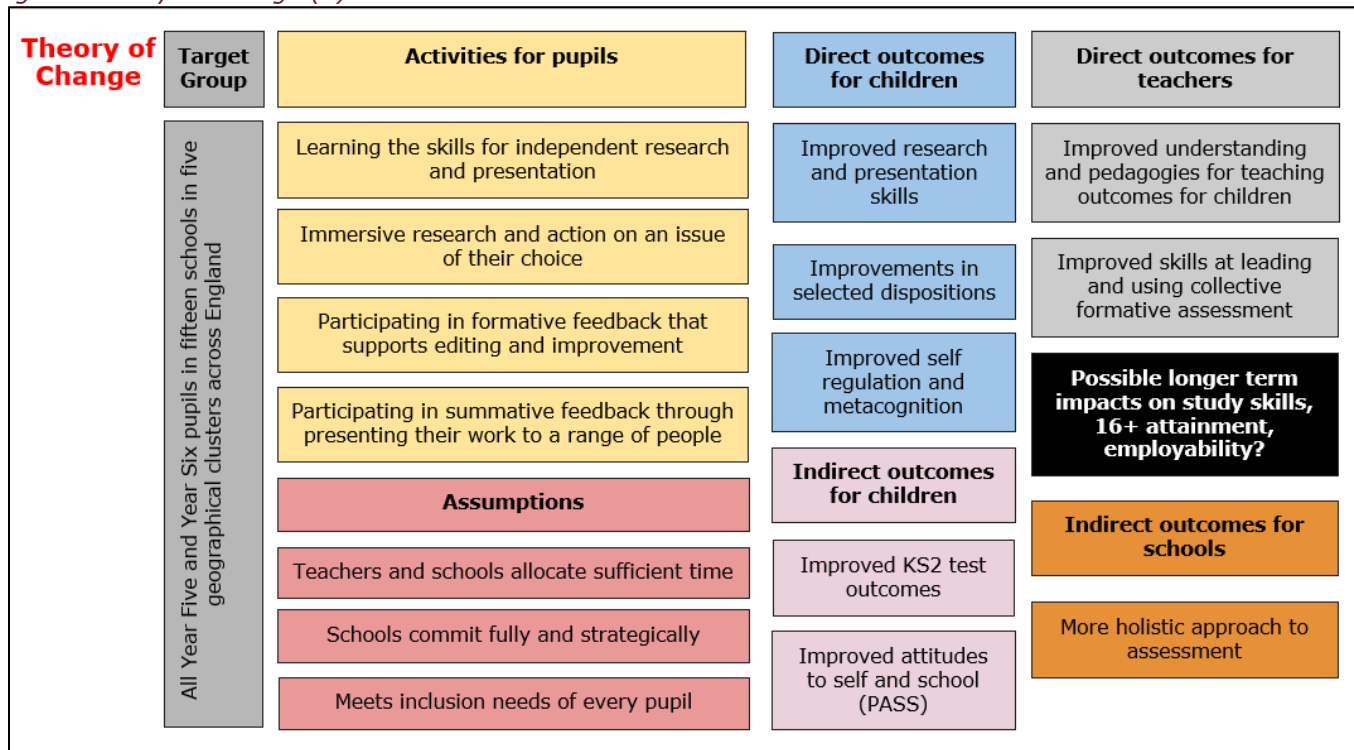 Theory of
Change
Target
Group
All Year Five and Year Six pupils in fifteen schools in five
geographical clusters across England
Activities for pupils
Learning the skills for independent research
and presentation
Immersive research and action on an issue
of their choice
Participating in formative feedback that
supports editing and improvement
Participating in summative feedback through
presenting their work to a range of people
Assumptions
Teachers and schools allocate sufficient time
Schools commit fully and strategically
Meets inclusion needs of every pupil
Direct outcomes
for children
Improved research
and presentation
skills
Improvements in
selected dispositions
Improved self
regulation and
metacognition
Indirect outcomes
for children
Improved KS2 test
outcomes
Improved attitudes
to self and school
(PASS)
Direct outcomes for
teachers
Improved understanding
and pedagogies for teaching
outcomes for children
Improved skills at leading
and using collective
formative assessment
Possible longer term
impacts on study skills,
16+ attainment,
employability?
Indirect outcomes for
schools
More holistic approach to
assessment